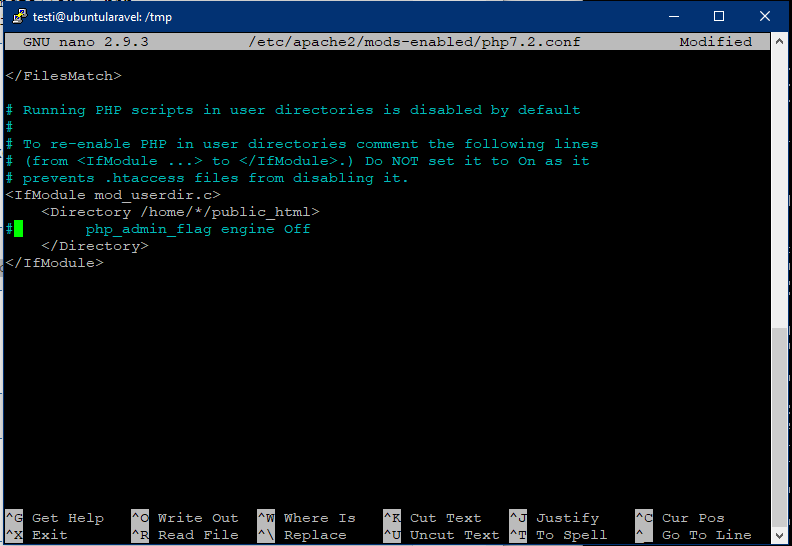 testi@ubuntularavel: /tmp
GNU nano 2.9.3 /etc/apache2/mods-enabled/php7.2.conf Modified
</FilesMatch>
# Running PHP scripts in user directories is disabled by default
#
# To re-enable PHP in user directories comment the following lines
# (from <IfModule ...> to </IfModule>.) Do NOT set it to On as it
# prevents .htaccess files from disabling it.
<IfModule mod_userdir.c>
    <Directory /home/*/public_html>
#        php_admin_flag engine Off
    </Directory>
</IfModule>
^G Get Help ^O Write Out ^W Where Is ^K Cut Text ^J Justify ^C Cur Pos
^X Exit ^R Read File ^\ Replace ^U Uncut Text ^T To Spell ^_ Go To Line